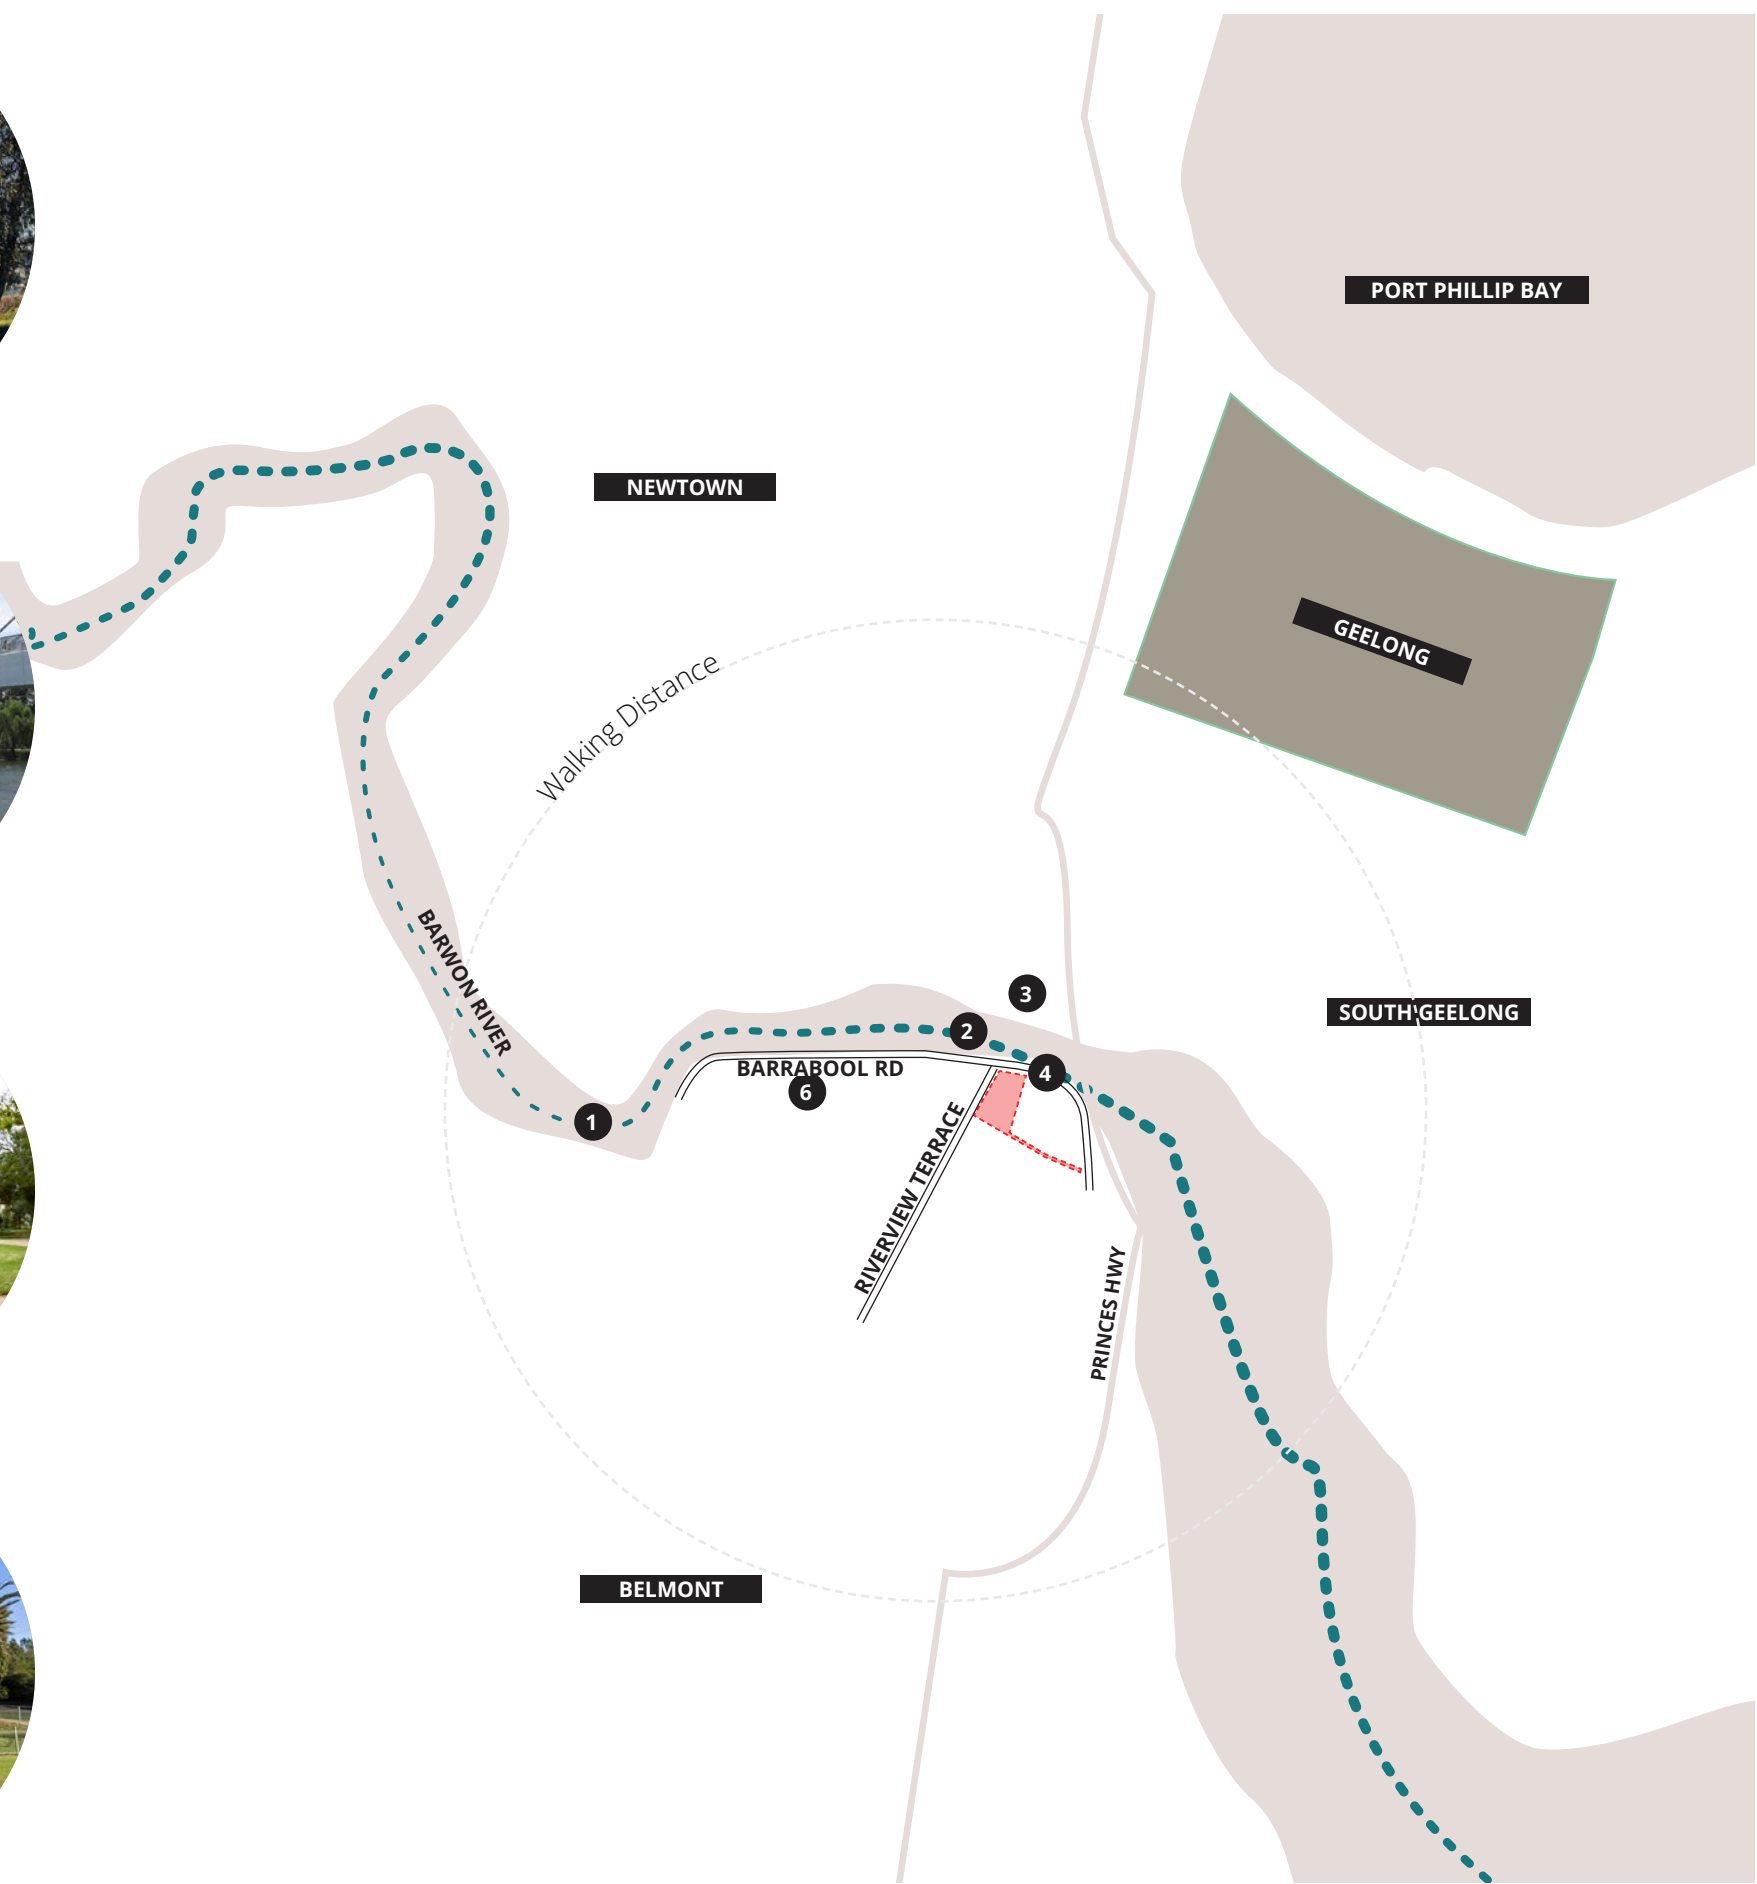 PORT PHILLIP BAY
NEWTOWN
GEELONG
Walking Distance
BARWON RIVER
3
SOUTH GEELONG
2
BARRABOOL RD
4
6
1
RIVERVIEW TERRACE
PRINCES HWY
BELMONT